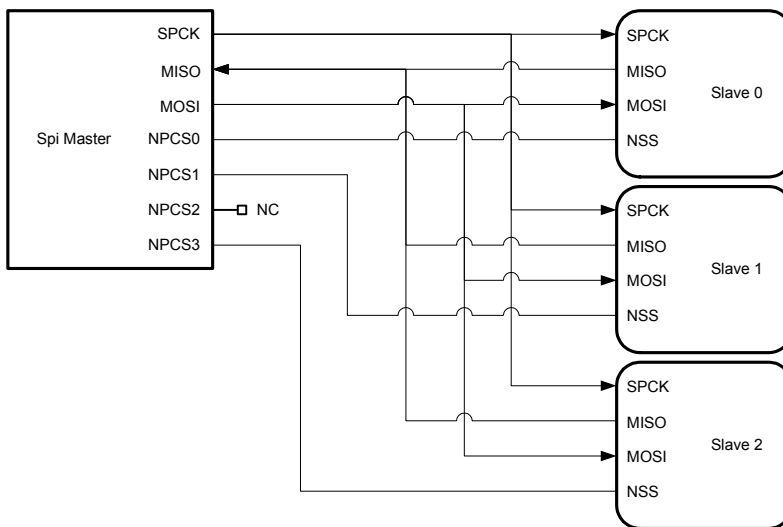 Spi Master
SPCK
MISO
MOSI
NPCS0
NPCS1
NPCS2
NC
NPCS3
SPCK
MISO
MOSI
NSS
Slave 0
SPCK
MISO
MOSI
NSS
Slave 1
SPCK
MISO
MOSI
NSS
Slave 2